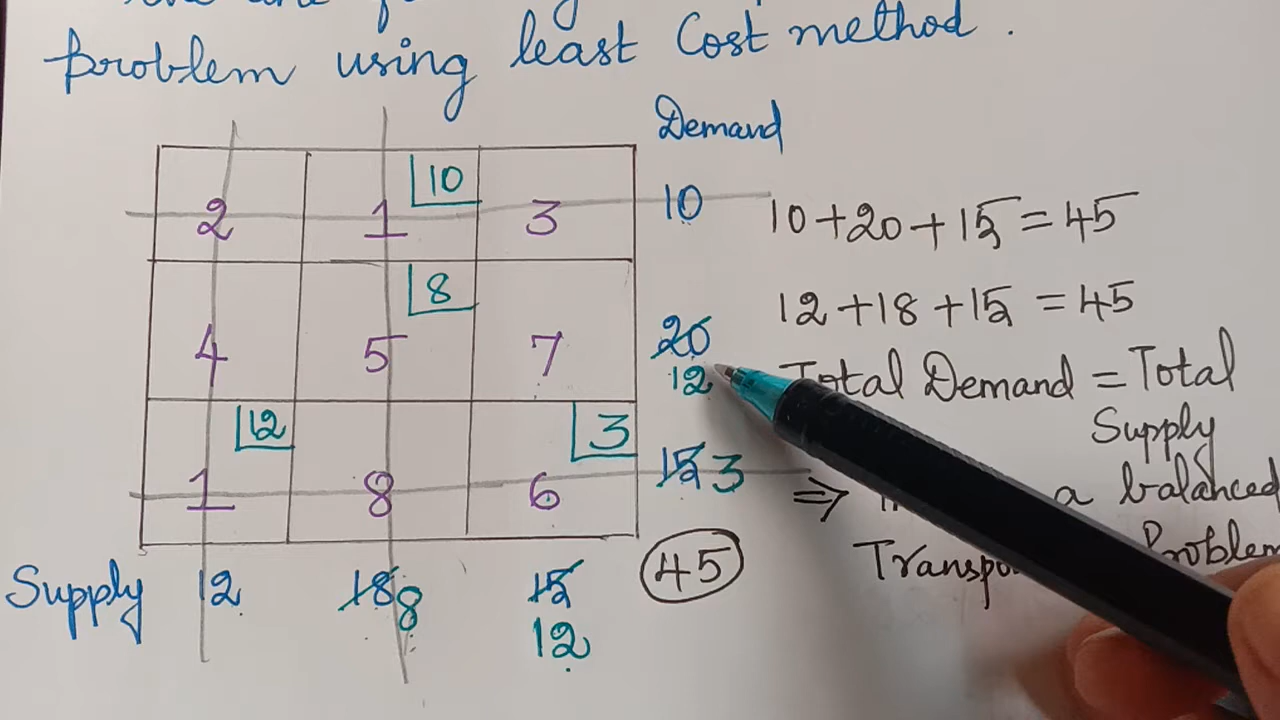 problem using least Cost method.
Demand
10
2 1 3 10
8
4 5 7 20
12
12 3
1 8 6 15 3
Supply 12 18 8 15
12
45
10+20+15=45
12+18+15=45
Total Demand = Total
Supply
⇒ a balanced
Problem